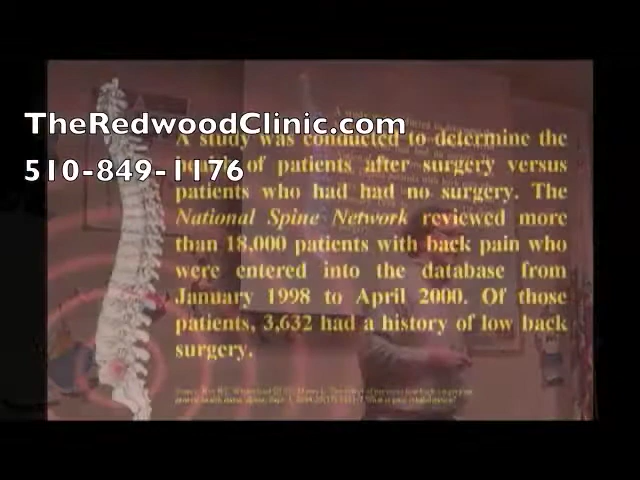 TheRedwoodClinic.com
510-849-1176
A study was conducted to determine the
of patients after surgery versus
patients who had had no surgery. The
National Spine Network reviewed more
than 18,000 patients with back pain who
were entered into the database from
January 1998 to April 2000. Of those
patients, 3,632 had a history of low back
surgery.